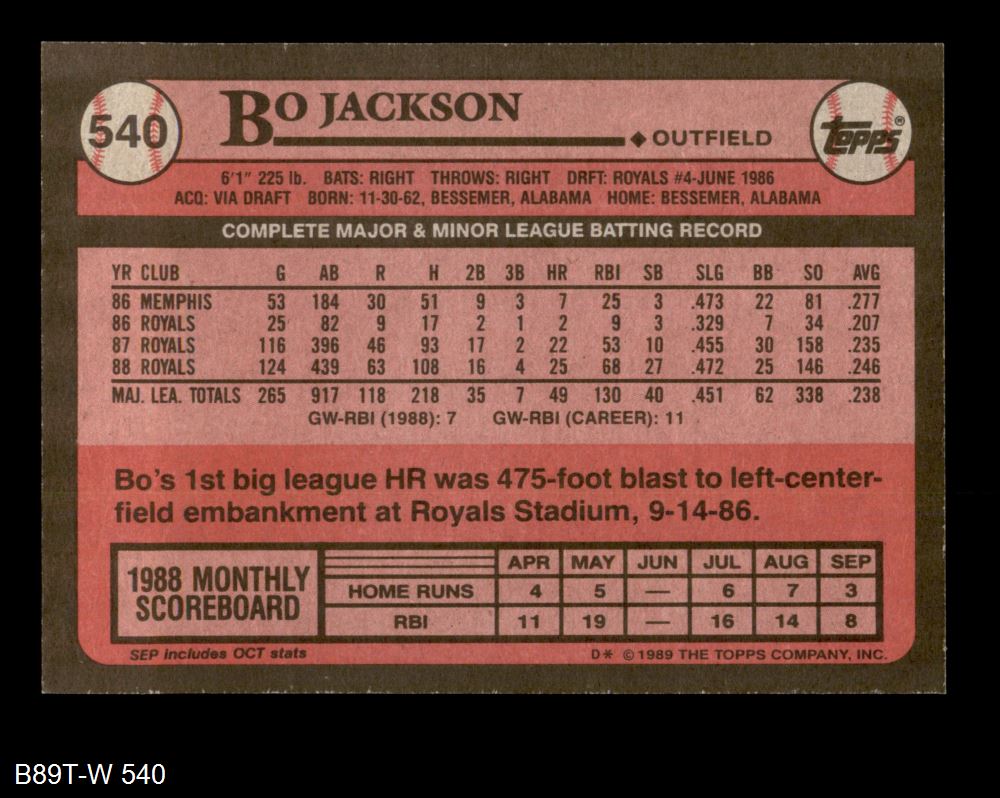 540
BO JACKSON
◆ OUTFIELD
topps®
6'1" 225 lb. BATS: RIGHT THROWS: RIGHT DRFT: ROYALS #4-JUNE 1986
ACQ: VIA DRAFT BORN: 11-30-62, BESSEMER, ALABAMA HOME: BESSEMER, ALABAMA
COMPLETE MAJOR & MINOR LEAGUE BATTING RECORD
YR CLUB G AB R H 2B 3B HR RBI SB SLG BB SO AVG
86 MEMPHIS 53 184 30 51 9 3 7 25 3 .473 22 81 .277
86 ROYALS 25 82 9 17 2 1 2 9 3 .329 7 34 .207
87 ROYALS 116 396 46 93 17 2 22 53 10 .455 30 158 .235
88 ROYALS 124 439 63 108 16 4 25 68 27 .472 25 146 .246
MAJ. LEA. TOTALS 265 917 118 218 35 7 49 130 40 .451 62 338 .238
GW-RBI (1988): 7 GW-RBI (CAREER): 11
Bo's 1st big league HR was 475-foot blast to left-center-
field embankment at Royals Stadium, 9-14-86.
1988 MONTHLY
SCOREBOARD
APR MAY JUN JUL AUG SEP
HOME RUNS 4 5 — 6 7 3
RBI 11 19 — 16 14 8
SEP includes OCT stats
D* © 1989 THE TOPPS COMPANY, INC.
B89T-W 540